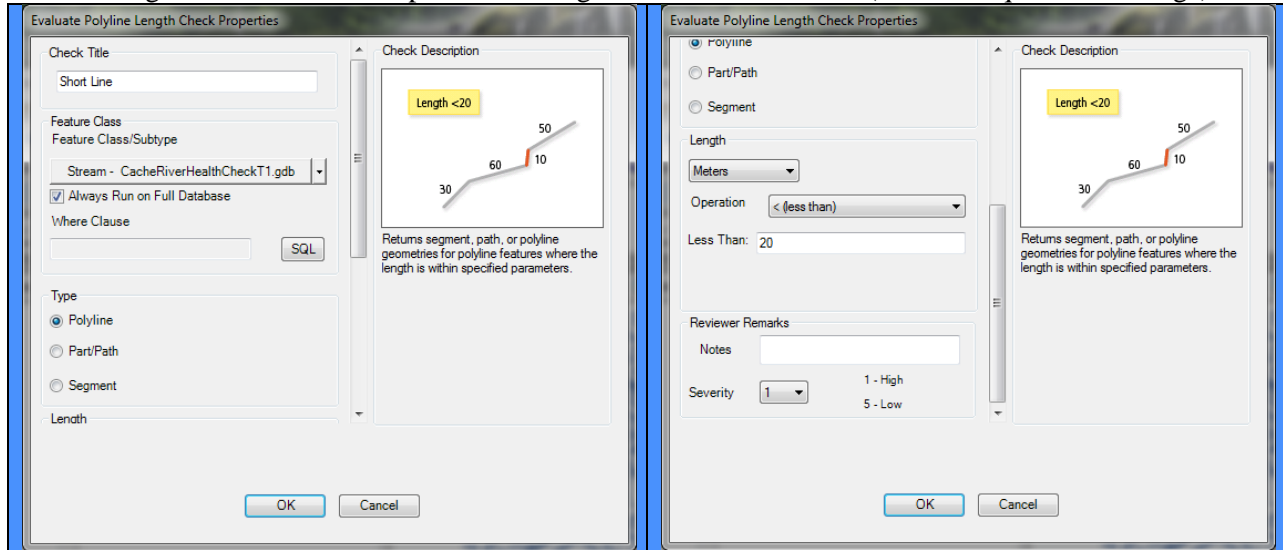 Evaluate Polyline Length Check Properties
Check Title
Short Line
Feature Class
Feature Class/Subtype
Stream - CacheRiverHealthCheckT1.gdb
Always Run on Full Database
Where Clause
SQL
Type
Polyline
Part/Path
Segment
Length
Check Description
Length <20
50
60
10
30
Returns segment, path, or polyline
geometries for polyline features where the
length is within specified parameters.
OK
Cancel
Evaluate Polyline Length Check Properties
Polyline
Part/Path
Segment
Length
Meters
Operation
< (less than)
Less Than:
20
Reviewer Remarks
Notes
Severity
1
1 - High
5 - Low
Check Description
Length <20
50
60
10
30
Returns segment, path, or polyline
geometries for polyline features where the
length is within specified parameters.
OK
Cancel